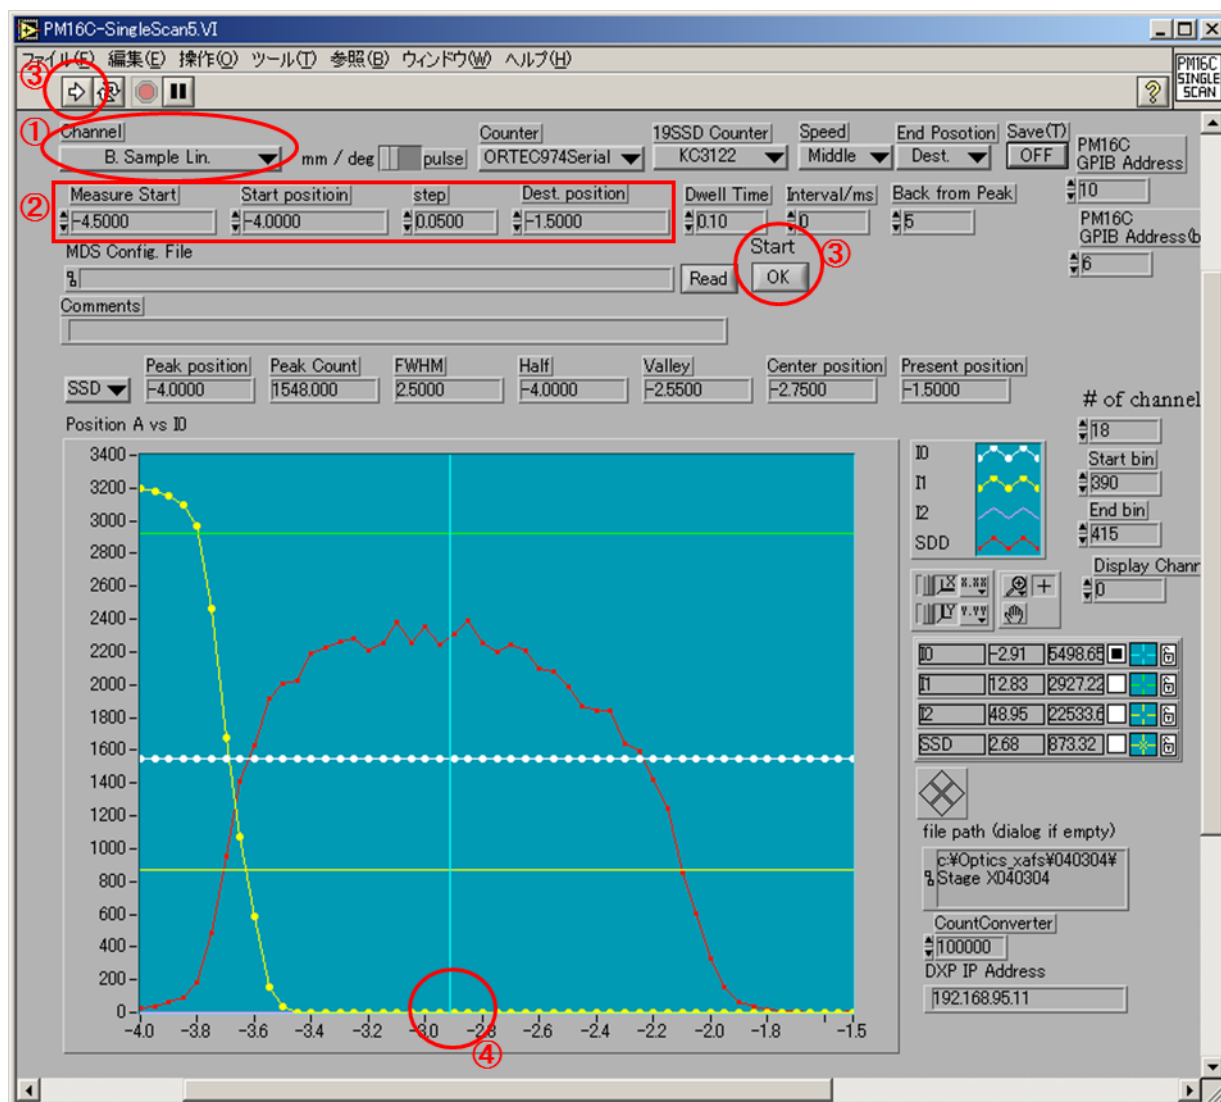 PM16C-SingleScan5.VI
ファイル(F) 編集(E) 操作(O) ツール(T) 参照(B) ウィンドウ(W) ヘルプ(H)
PM16C SINGLE SCAN
③
①
Channel Counter 19SSD Counter Speed End Posotion Save(T)
B. Sample Lin. mm / deg pulse ORTEC974Serial KC3122 Middle Dest. OFF
PM16C
GPIB Address
10
②
Measure Start Start positioin step Dest. position Dwell Time Interval/ms Back from Peak
-4.5000 -4.0000 0.0500 -1.5000 0.10 0 5
PM16C
GPIB Address(b
6
MDS Config. File Start ③
Read OK
Comments
Peak position Peak Count FWHM Half Valley Center position Present position
SSD -4.0000 1548.000 2.5000 -4.0000 -2.5500 -2.7500 -1.5000
# of channel
18
Start bin
390
End bin
415
Display Chanr
0
Position A vs I0
3400
3200
3000
2800
2600
2400
2200
2000
1800
1600
1400
1200
1000
800
600
400
200
0
-4.0 -3.8 -3.6 -3.4 -3.2 -3.0 -2.8 -2.6 -2.4 -2.2 -2.0 -1.8 -1.5
④
I0
I1
I2
SDD
X X.XX
Y Y.YY
I0 -2.91 5498.65
I1 12.83 2927.22
I2 48.95 22533.6
SSD 2.68 873.32
file path (dialog if empty)
c:¥Optics_xafs¥040304¥
Stage X040304
CountConverter
100000
DXP IP Address
192.168.95.11